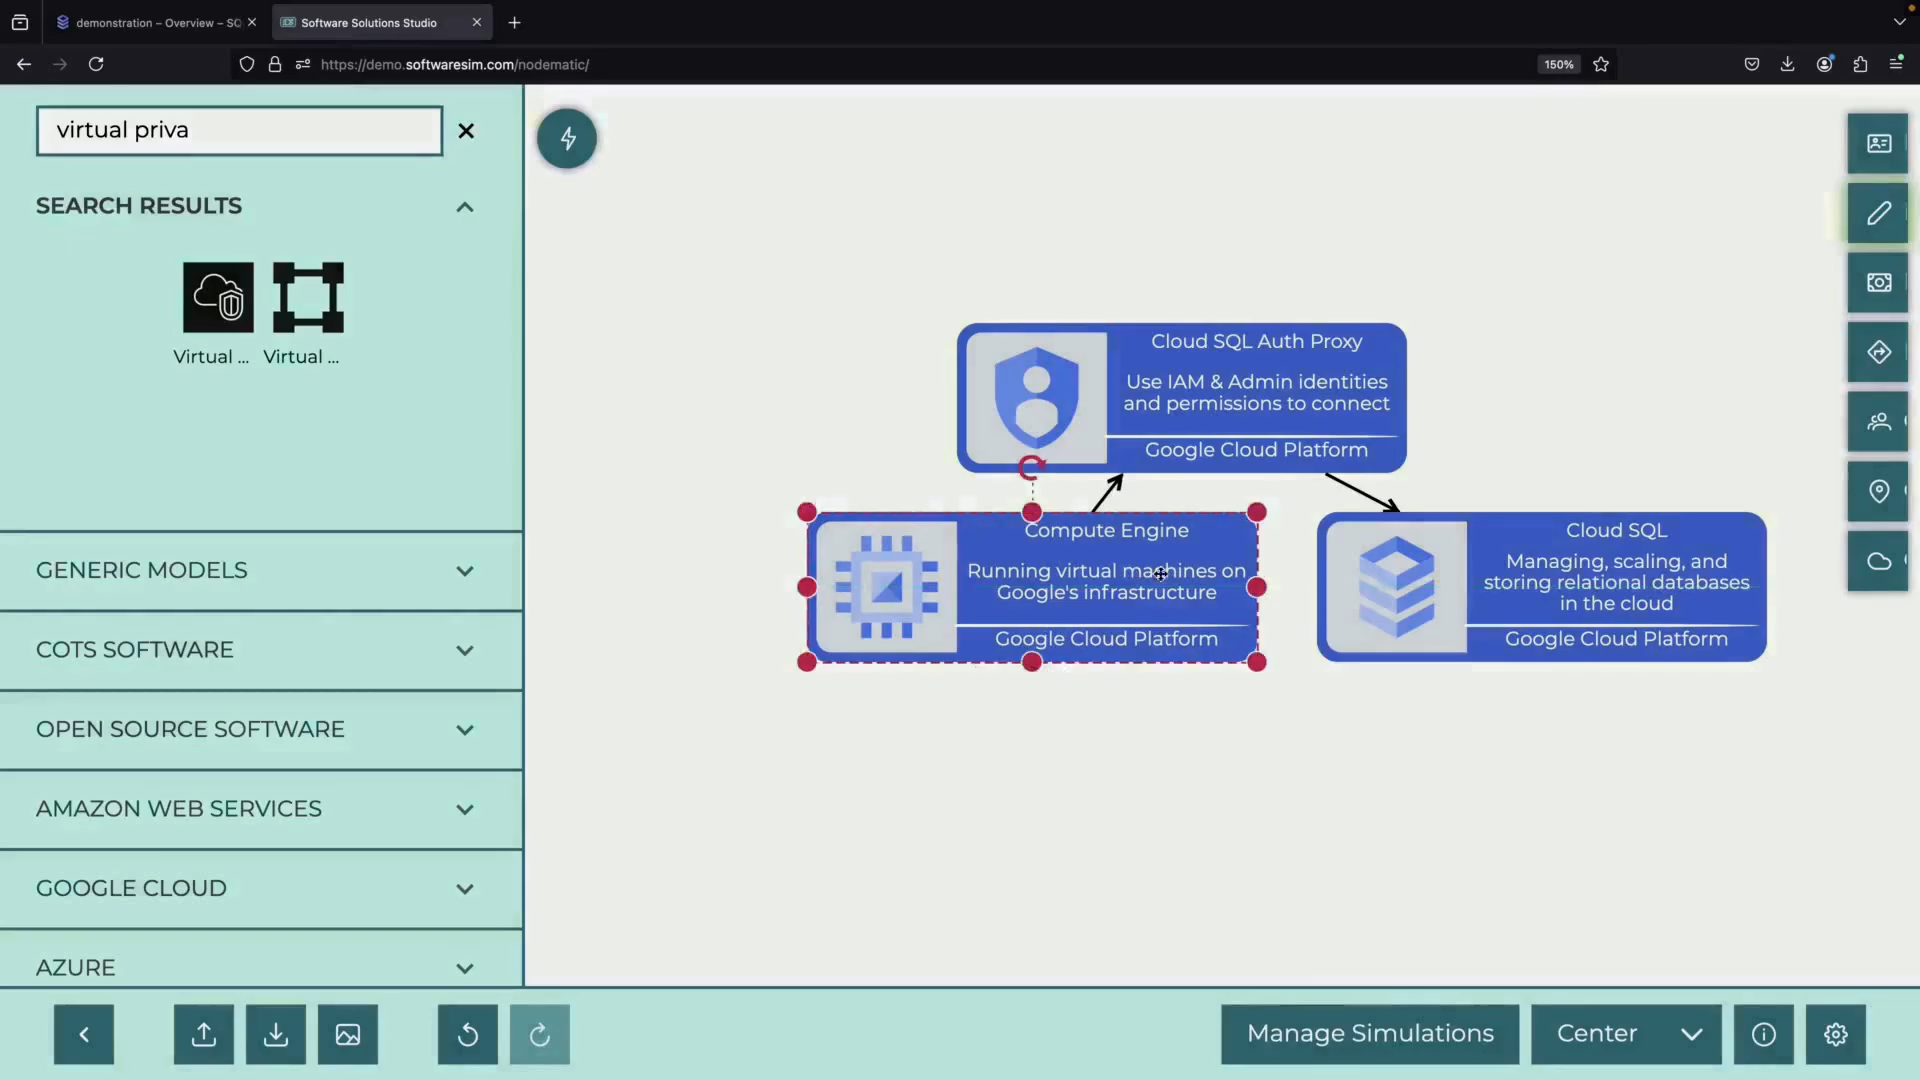 demonstration – Overview – SQ
Software Solutions Studio
https://demo.softwaresim.com/nodematic/
150%
virtual priva
SEARCH RESULTS
Virtual ...
Virtual ...
GENERIC MODELS
COTS SOFTWARE
OPEN SOURCE SOFTWARE
AMAZON WEB SERVICES
GOOGLE CLOUD
AZURE
Cloud SQL Auth Proxy
Use IAM & Admin identities
and permissions to connect
Google Cloud Platform
Compute Engine
Running virtual machines on
Google's infrastructure
Google Cloud Platform
Cloud SQL
Managing, scaling, and
storing relational databases
in the cloud
Google Cloud Platform
Manage Simulations
Center